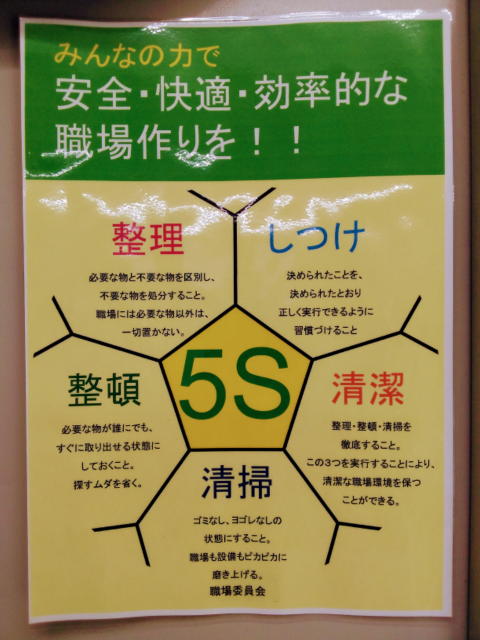 みんなの力で
安全・快適・効率的な
職場作りを！！
整理
必要な物と不要な物を区別し、
不要な物を処分すること。
職場には必要な物以外は、
一切置かない。
しつけ
決められたことを、
決められたとおり
正しく実行できるように
習慣づけること
整頓
必要な物が誰にでも、
すぐに取り出せる状態に
しておくこと。
探すムダを省く。
5S
清潔
整理・整頓・清掃を
徹底すること。
この３つを実行することにより、
清潔な職場環境を保つ
ことができる。
清掃
ゴミなし、ヨゴレなしの
状態にすること。
職場も設備もピカピカに
磨き上げる。
職場委員会